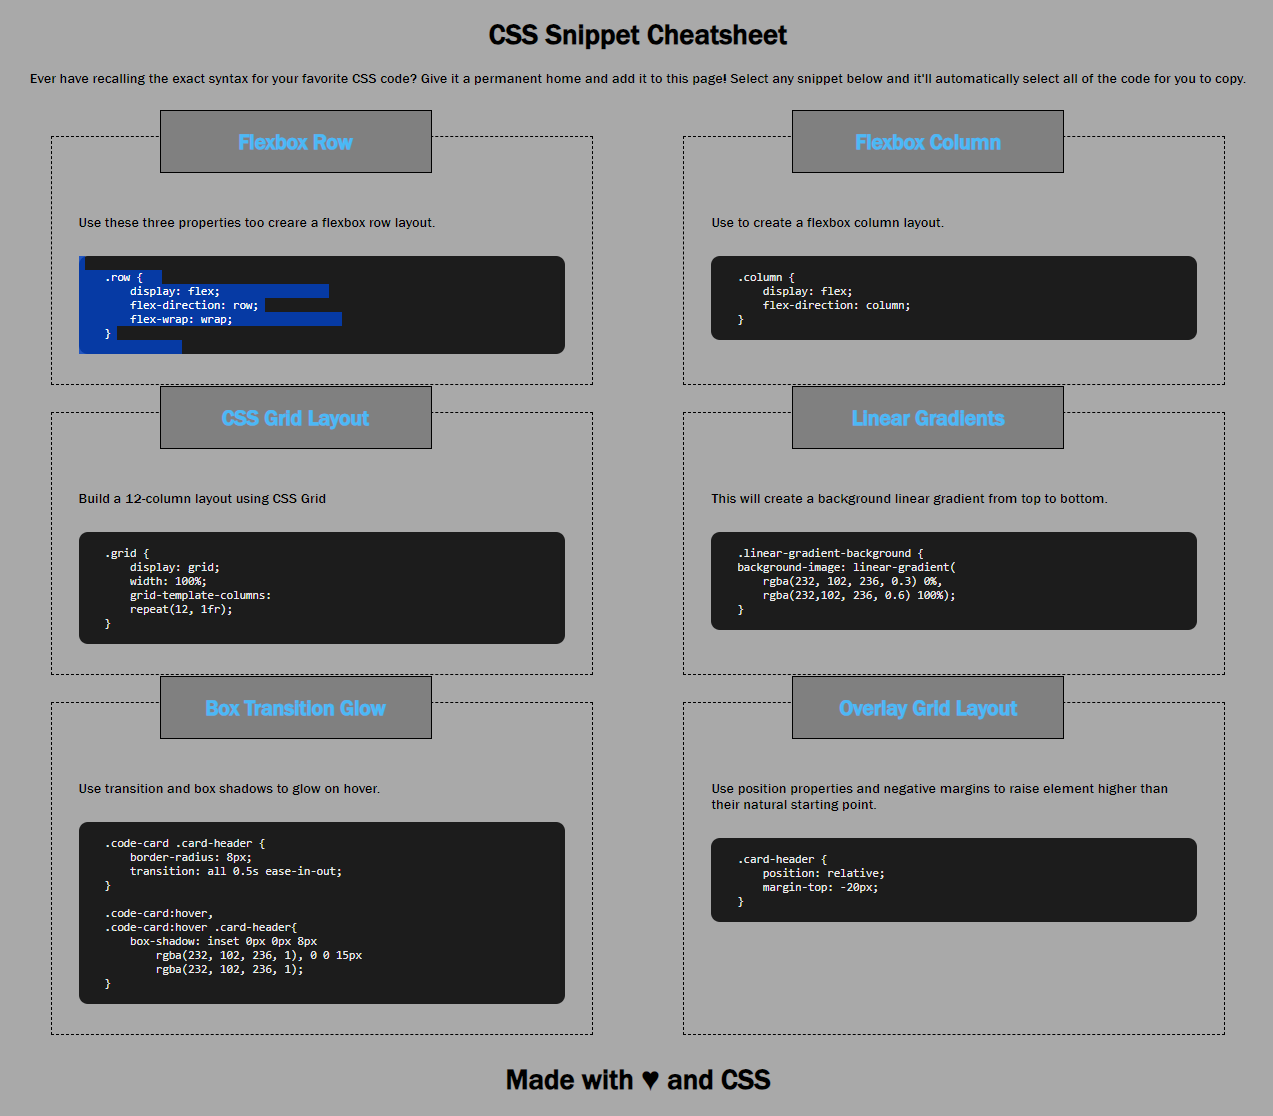 CSS Snippet Cheatsheet
Ever have recalling the exact syntax for your favorite CSS code? Give it a permanent home and add it to this page! Select any snippet below and it'll automatically select all of the code for you to copy.
Flexbox Row
Use these three properties too creare a flexbox row layout.
.row {
display: flex;
flex-direction: row;
flex-wrap: wrap;
}
Flexbox Column
Use to create a flexbox column layout.
.column {
display: flex;
flex-direction: column;
}
CSS Grid Layout
Build a 12-column layout using CSS Grid
.grid {
display: grid;
width: 100%;
grid-template-columns:
repeat(12, 1fr);
}
Linear Gradients
This will create a background linear gradient from top to bottom.
.linear-gradient-background {
background-image: linear-gradient(
rgba(232, 102, 236, 0.3) 0%,
rgba(232,102, 236, 0.6) 100%);
}
Box Transition Glow
Use transition and box shadows to glow on hover.
.code-card .card-header {
border-radius: 8px;
transition: all 0.5s ease-in-out;
}
.code-card:hover,
.code-card:hover .card-header{
box-shadow: inset 0px 0px 8px
rgba(232, 102, 236, 1), 0 0 15px
rgba(232, 102, 236, 1);
}
Overlay Grid Layout
Use position properties and negative margins to raise element higher than
their natural starting point.
.card-header {
position: relative;
margin-top: -20px;
}
Made with ♥ and CSS